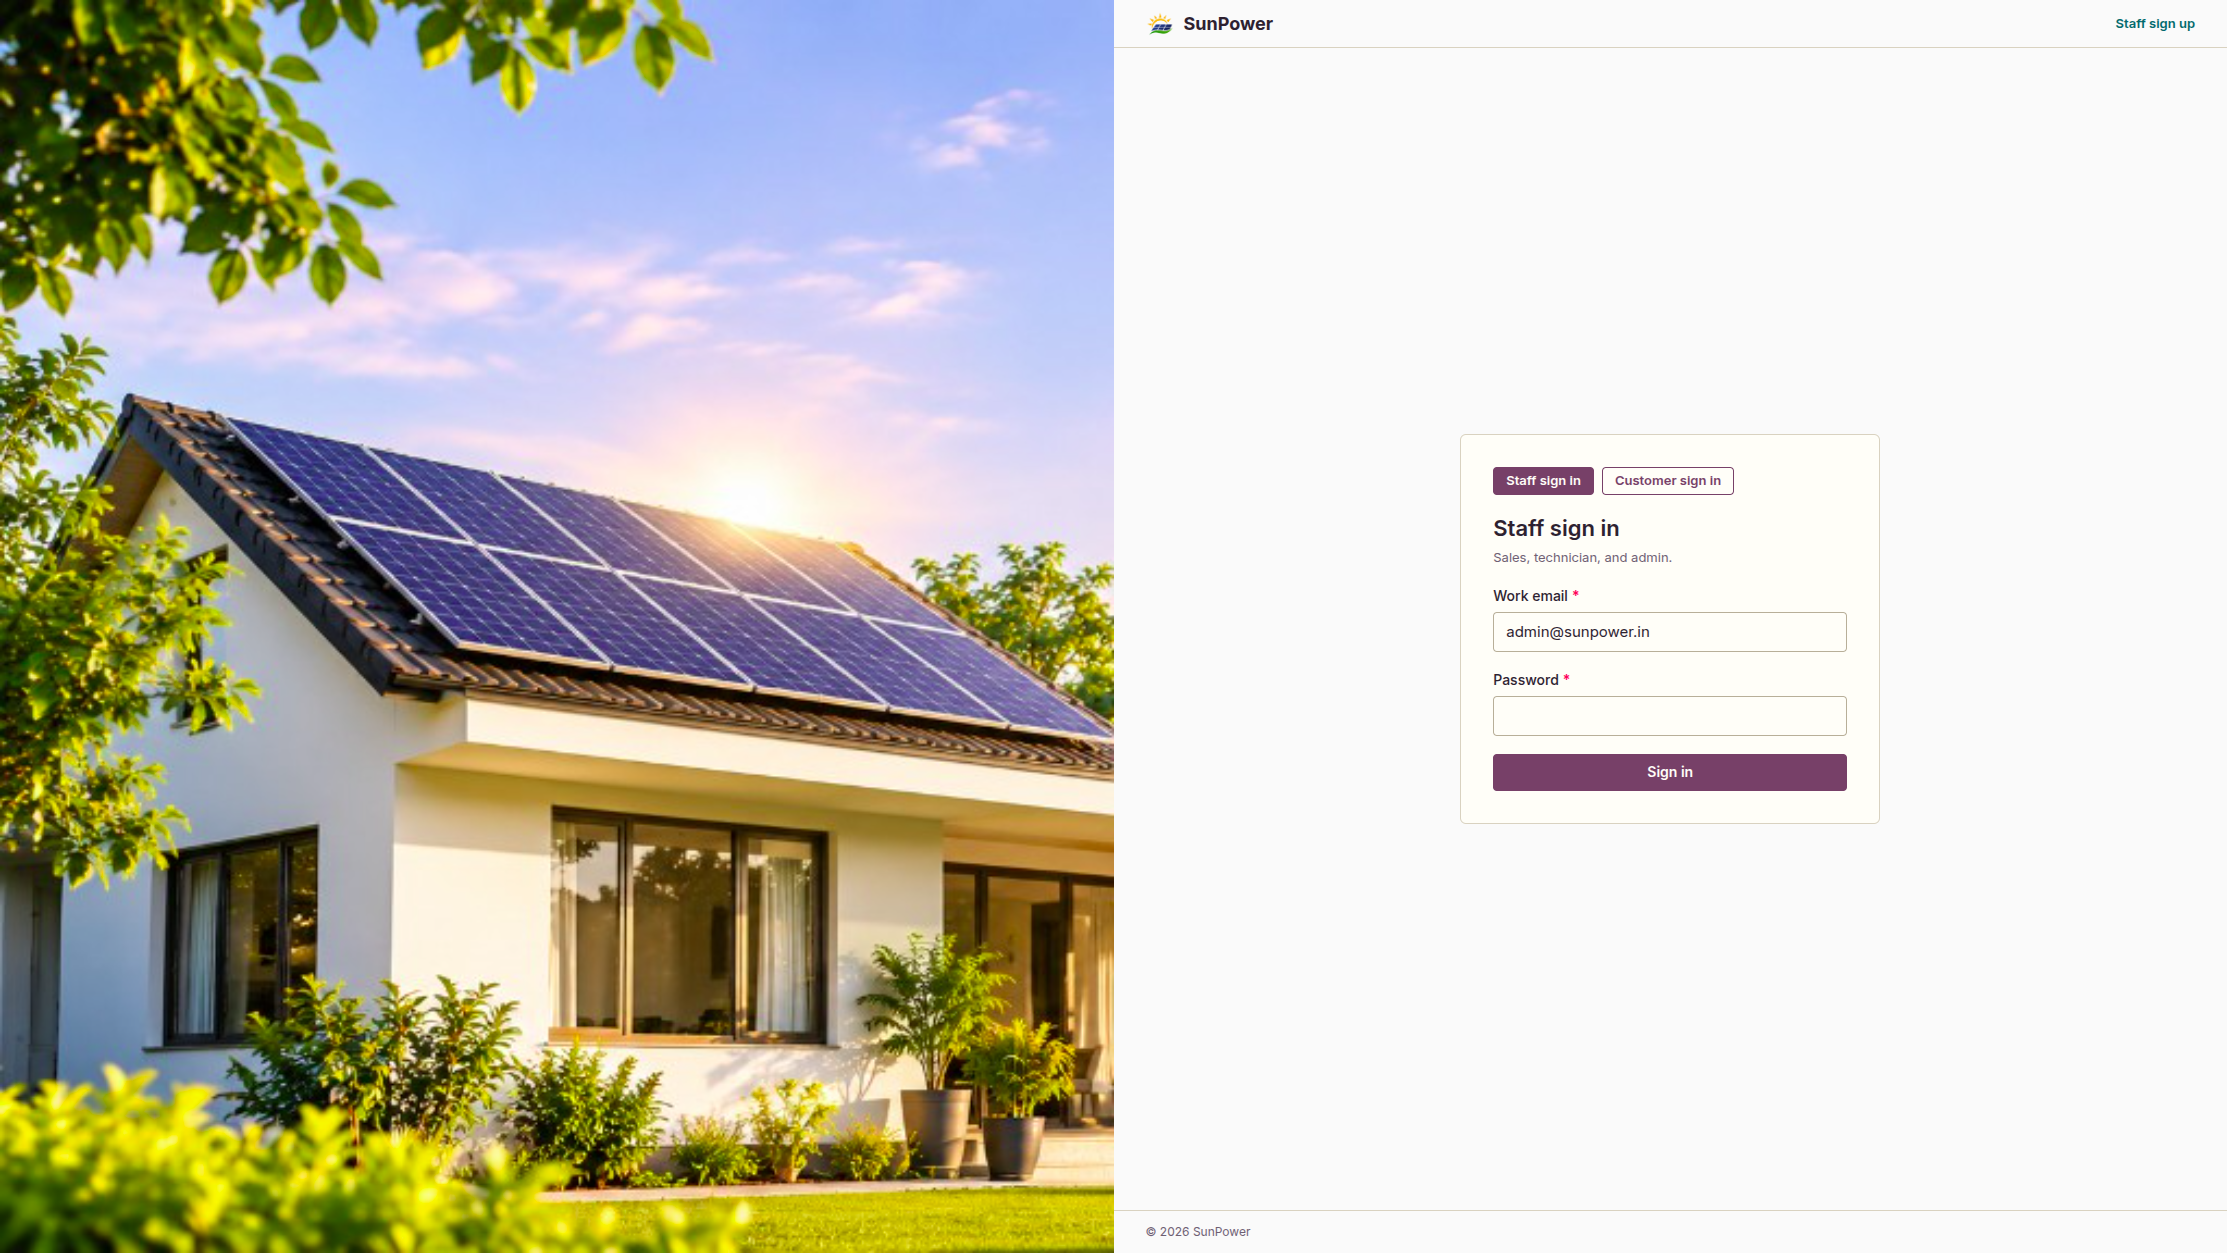 SunPower
Staff sign up
Staff sign in
Customer sign in
Staff sign in
Sales, technician, and admin.
Work email *
admin@sunpower.in
Password *
Sign in
© 2026 SunPower